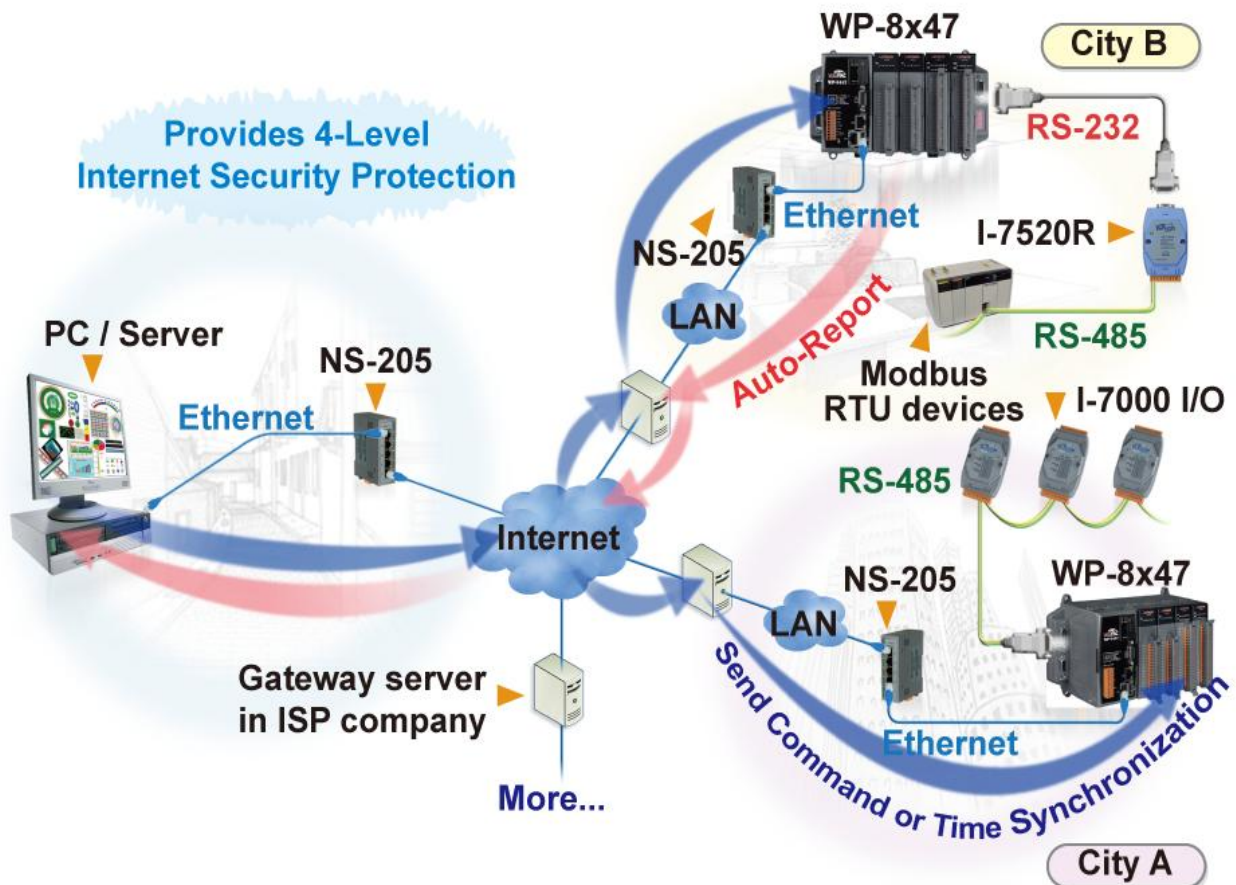 WP-8x47
City B
Provides 4-Level
Internet Security Protection
RS-232
Ethernet
I-7520R
NS-205
LAN
RS-485
Auto-Report
Modbus
RTU devices
I-7000 I/O
PC / Server
NS-205
Ethernet
RS-485
Internet
NS-205
WP-8x47
LAN
Gateway server
in ISP company
Ethernet
Send Command or Time Synchronization
More...
City A